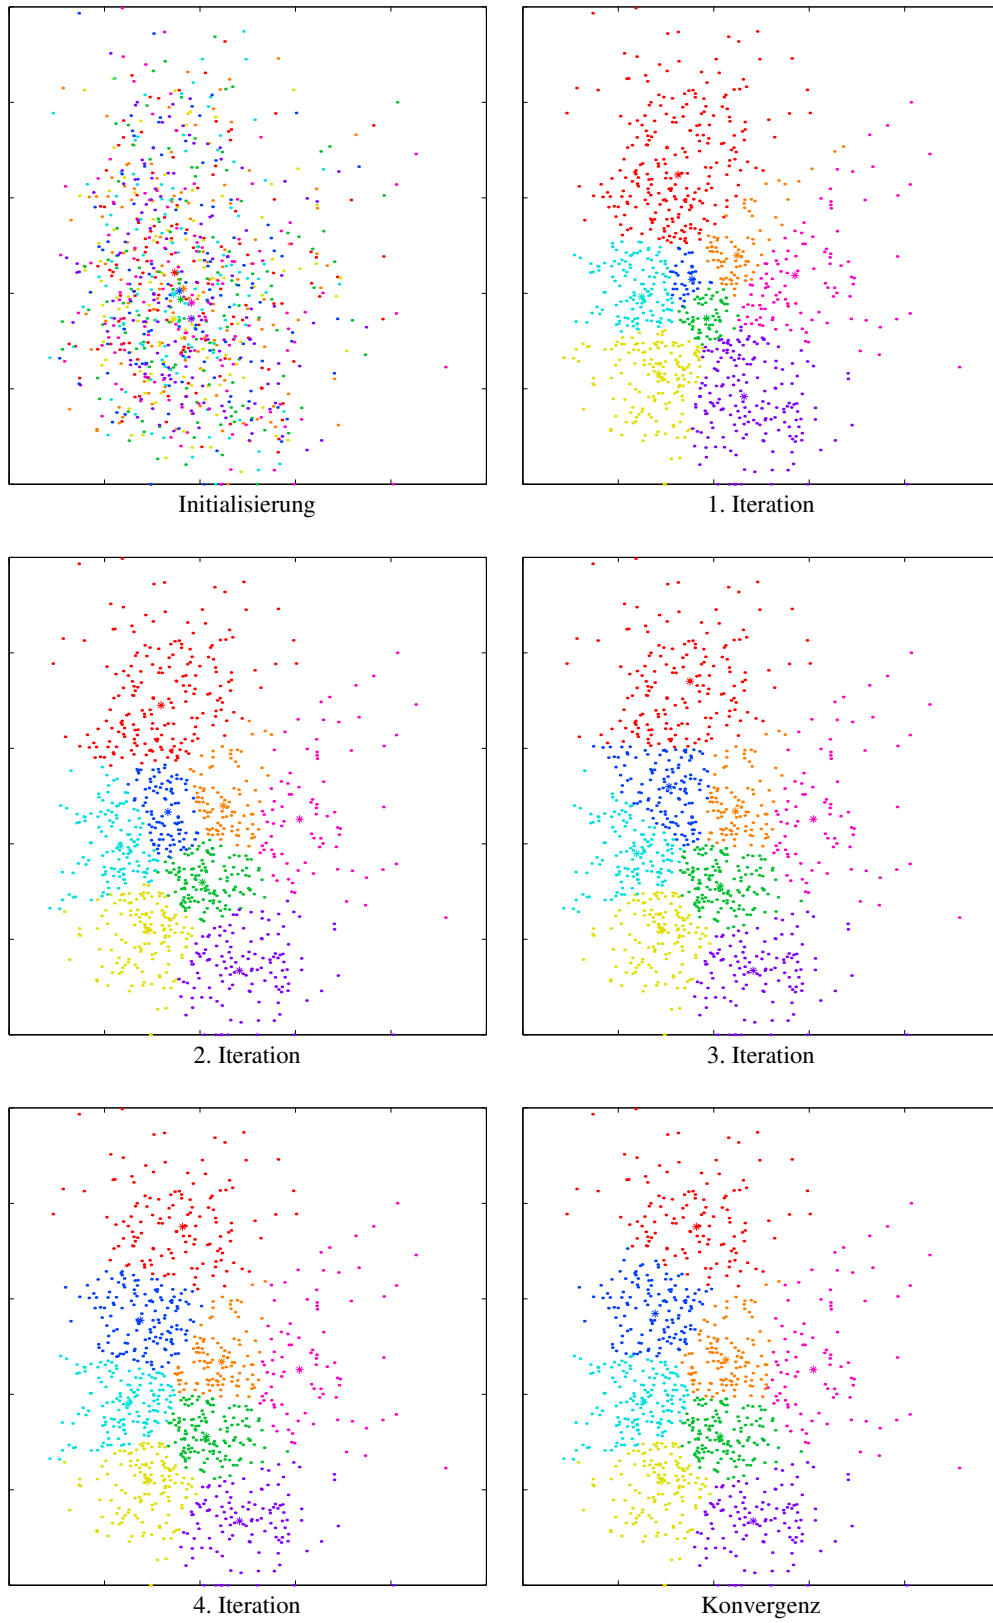 Initialisierung
1. Iteration
2. Iteration
3. Iteration
4. Iteration
Konvergenz